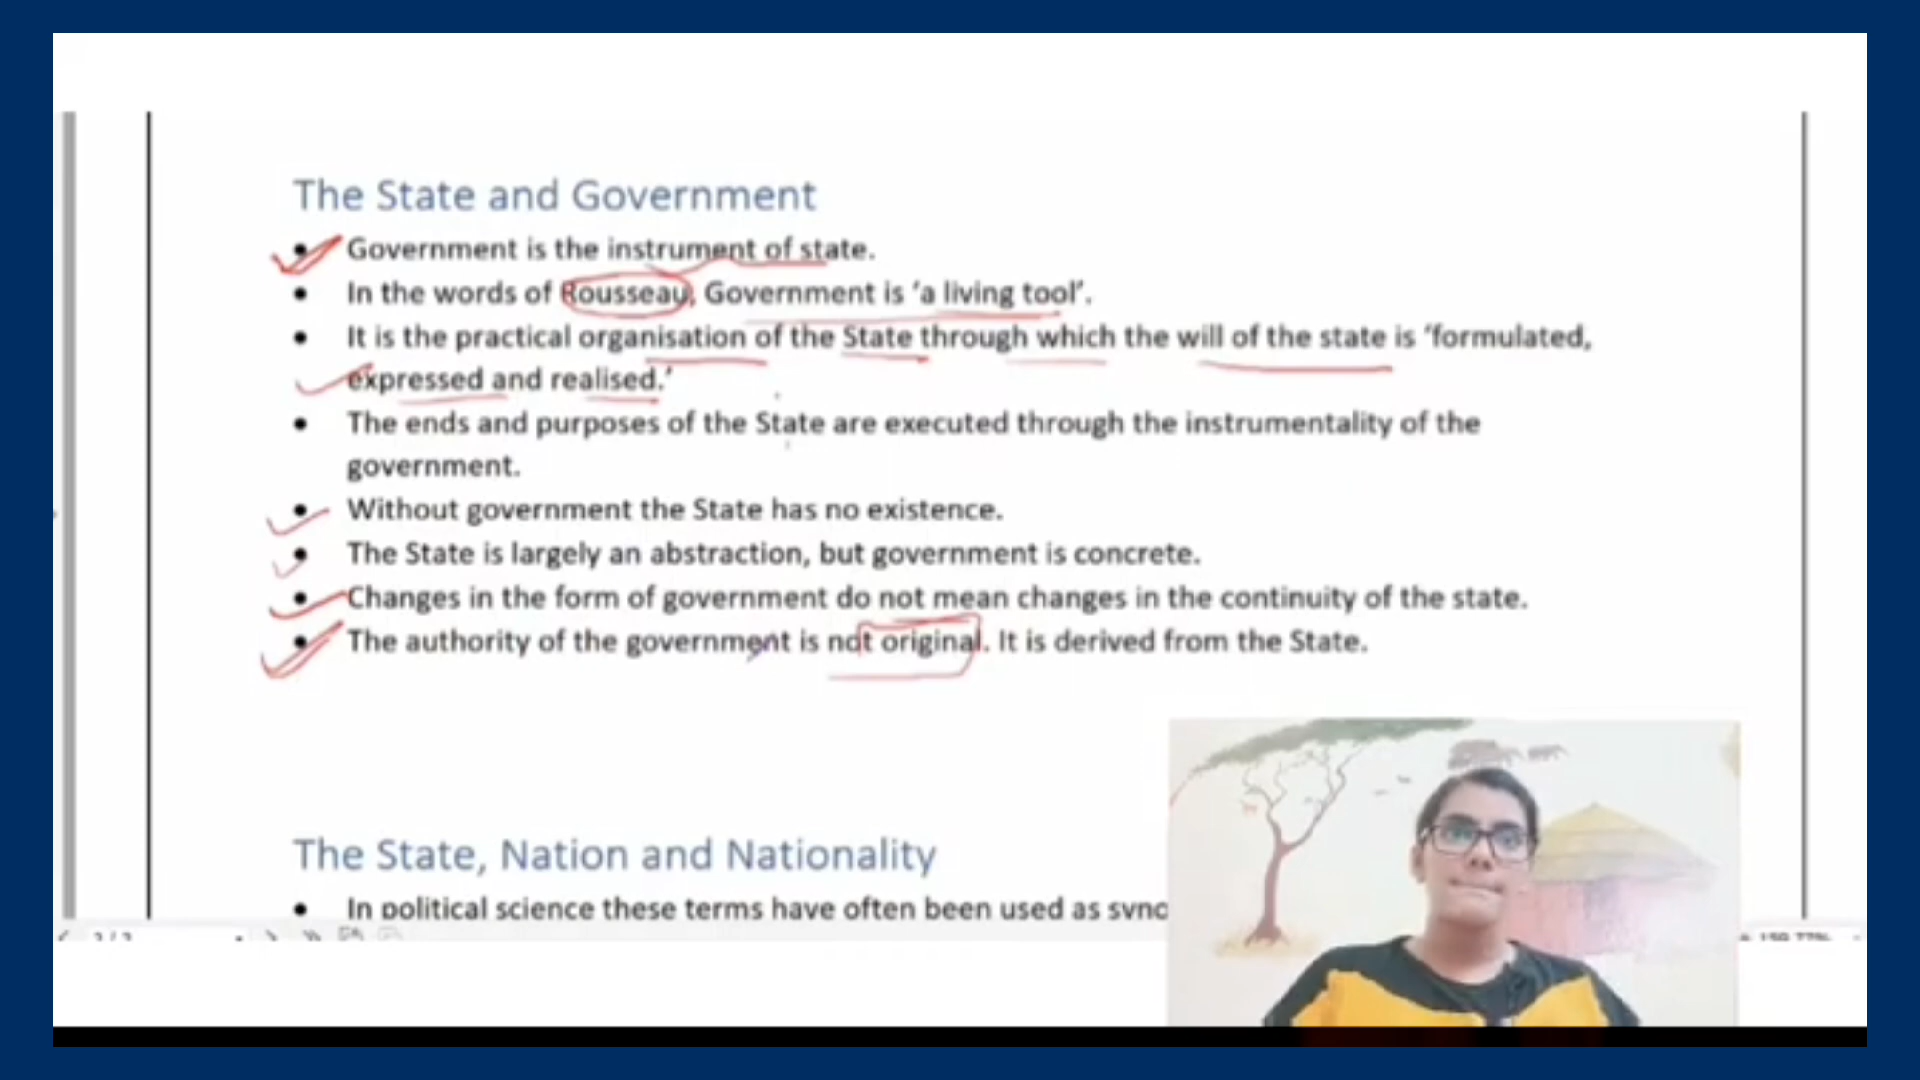 The State and Government
• Government is the instrument of state.
• In the words of Rousseau, Government is ‘a living tool’.
• It is the practical organisation of the State through which the will of the state is ‘formulated,
expressed and realised.’
• The ends and purposes of the State are executed through the instrumentality of the
government.
• Without government the State has no existence.
• The State is largely an abstraction, but government is concrete.
• Changes in the form of government do not mean changes in the continuity of the state.
• The authority of the government is not original. It is derived from the State.
The State, Nation and Nationality
• In political science these terms have often been used as